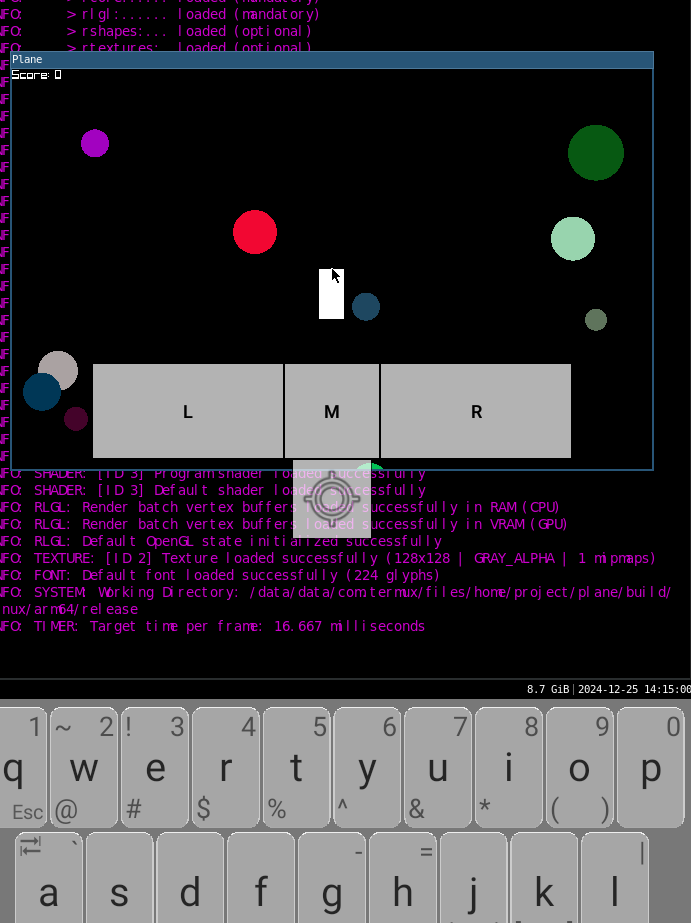 > rlgl:...... loaded (mandatory)
FO:     > rshapes:... loaded (optional)
> rtextures:. loaded (optional)
Plane
Score: 0
L
M
R
FO: SHADER: [ID 3] Program shader loaded successfully
FO: SHADER: [ID 3] Default shader loaded successfully
FO: RLGL: Render batch vertex buffers loaded successfully in RAM (CPU)
FO: RLGL: Render batch vertex buffers loaded successfully in VRAM (GPU)
FO: RLGL: Default OpenGL state initialized successfully
FO: TEXTURE: [ID 2] Texture loaded successfully (128x128 | GRAY_ALPHA | 1 mipmaps)
FO: FONT: Default font loaded successfully (224 glyphs)
FO: SYSTEM: Working Directory: /data/data/com.termux/files/home/project/plane/build/
nux/arm64/release
FO: TIMER: Target time per frame: 16.667 milliseconds
8.7 GiB|2024-12-25 14:15:00
1 ~ 2 ! 3 4 5 6 7 8 9 0
q w e r t y u i o p
Esc @ # $ % ^ & * ( )
` - = |
a s d f g h j k l